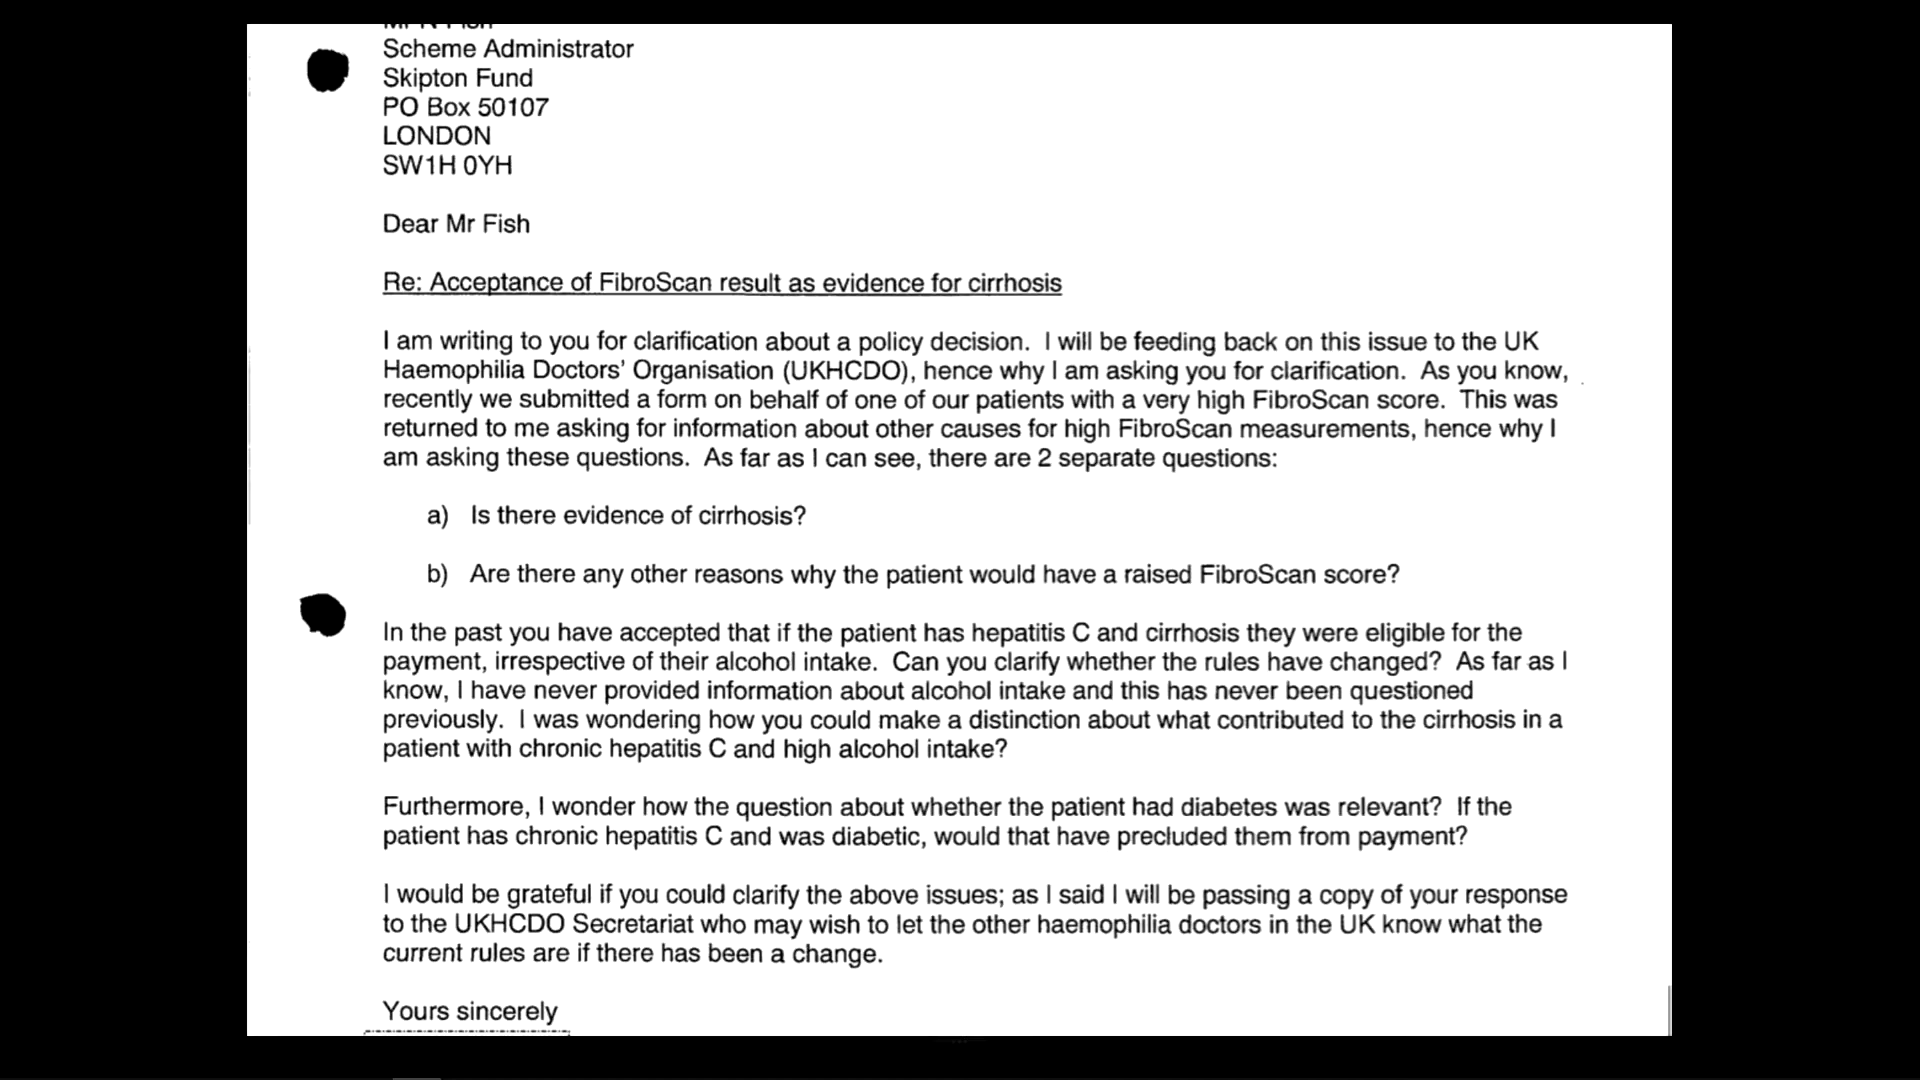 Scheme Administrator
Skipton Fund
PO Box 50107
LONDON
SW1H 0YH
Dear Mr Fish
Re: Acceptance of FibroScan result as evidence for cirrhosis
I am writing to you for clarification about a policy decision. I will be feeding back on this issue to the UK
Haemophilia Doctors' Organisation (UKHCDO), hence why I am asking you for clarification. As you know,
recently we submitted a form on behalf of one of our patients with a very high FibroScan score. This was
returned to me asking for information about other causes for high FibroScan measurements, hence why I
am asking these questions. As far as I can see, there are 2 separate questions:
a) Is there evidence of cirrhosis?
b) Are there any other reasons why the patient would have a raised FibroScan score?
In the past you have accepted that if the patient has hepatitis C and cirrhosis they were eligible for the
payment, irrespective of their alcohol intake. Can you clarify whether the rules have changed? As far as I
know, I have never provided information about alcohol intake and this has never been questioned
previously. I was wondering how you could make a distinction about what contributed to the cirrhosis in a
patient with chronic hepatitis C and high alcohol intake?
Furthermore, I wonder how the question about whether the patient had diabetes was relevant? If the
patient has chronic hepatitis C and was diabetic, would that have precluded them from payment?
I would be grateful if you could clarify the above issues; as I said I will be passing a copy of your response
to the UKHCDO Secretariat who may wish to let the other haemophilia doctors in the UK know what the
current rules are if there has been a change.
Yours sincerely